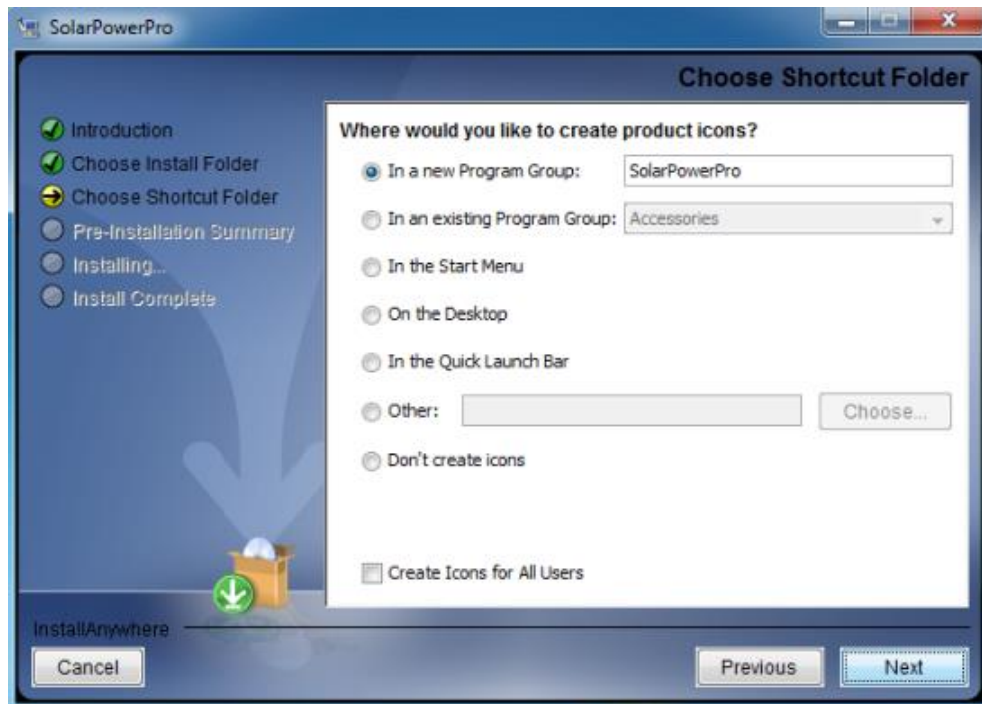 SolarPowerPro
Choose Shortcut Folder
Introduction
Choose Install Folder
Choose Shortcut Folder
Pre-Installation Summary
Installing...
Install Complete
Where would you like to create product icons?
In a new Program Group: SolarPowerPro
In an existing Program Group: Accessories
In the Start Menu
On the Desktop
In the Quick Launch Bar
Other: Choose...
Don't create icons
Create Icons for All Users
InstallAnywhere
Cancel Previous Next